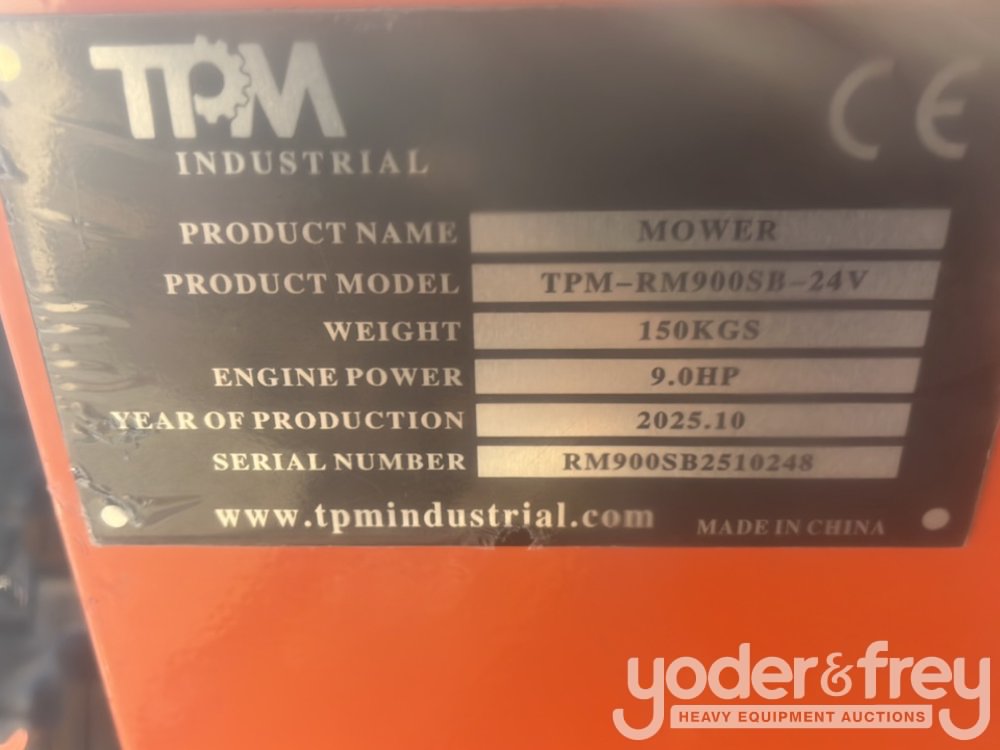 TPM
INDUSTRIAL
CE
PRODUCT NAME MOWER
PRODUCT MODEL TPM-RM900SB-24V
WEIGHT 150KGS
ENGINE POWER 9.0HP
YEAR OF PRODUCTION 2025.10
SERIAL NUMBER RM900SB2510248
www.tpmindustrial.com MADE IN CHINA
yoder&frey
HEAVY EQUIPMENT AUCTIONS